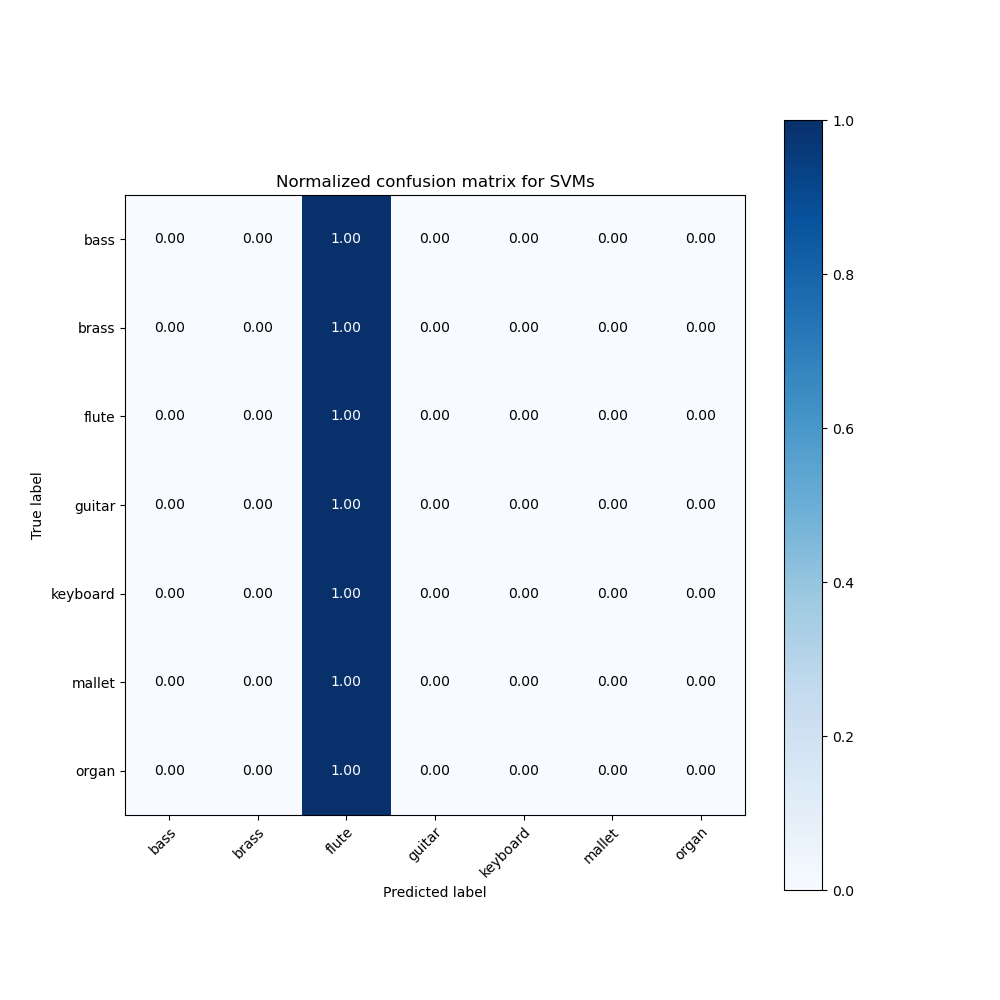 Normalized confusion matrix for SVMs
bass 0.00 0.00 1.00 0.00 0.00 0.00 0.00
brass 0.00 0.00 1.00 0.00 0.00 0.00 0.00
flute 0.00 0.00 1.00 0.00 0.00 0.00 0.00
guitar 0.00 0.00 1.00 0.00 0.00 0.00 0.00
keyboard 0.00 0.00 1.00 0.00 0.00 0.00 0.00
mallet 0.00 0.00 1.00 0.00 0.00 0.00 0.00
organ 0.00 0.00 1.00 0.00 0.00 0.00 0.00
True label
bass brass flute guitar keyboard mallet organ
Predicted label
1.0
0.8
0.6
0.4
0.2
0.0